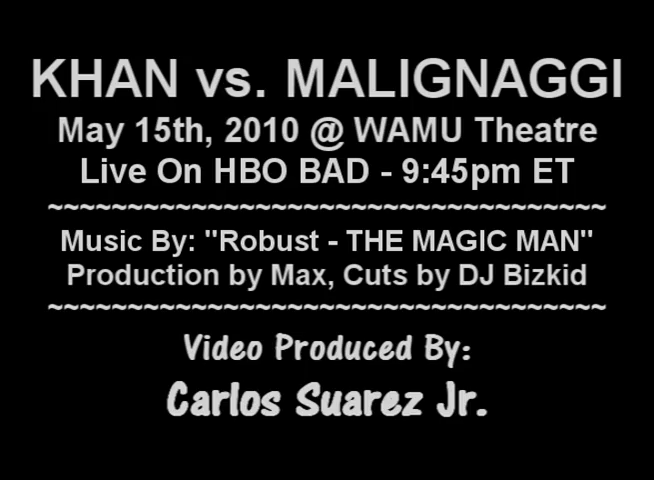 KHAN vs. MALIGNAGGI
May 15th, 2010 @ WAMU Theatre
Live On HBO BAD - 9:45pm ET
~~~~~~~~~~~~~~~~~~~~~~~~~~~~~~~~~~~
Music By: "Robust - THE MAGIC MAN"
Production by Max, Cuts by DJ Bizkid
~~~~~~~~~~~~~~~~~~~~~~~~~~~~~~~~~~~
Video Produced By:
Carlos Suarez Jr.